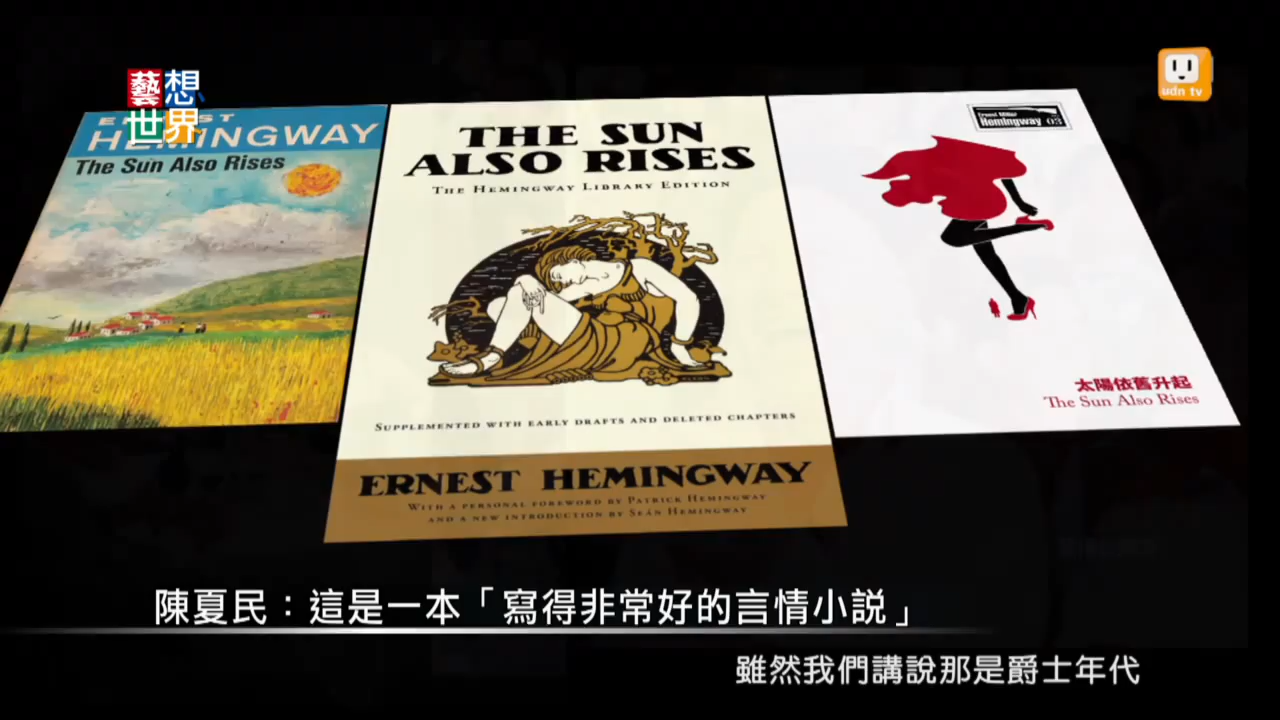 藝想
世界
udn tv
ERNEST
HEMINGWAY
The Sun Also Rises
THE SUN
ALSO RISES
THE HEMINGWAY LIBRARY EDITION
SUPPLEMENTED WITH EARLY DRAFTS AND DELETED CHAPTERS
ERNEST HEMINGWAY
WITH A PERSONAL FOREWORD BY PATRICK HEMINGWAY
AND A NEW INTRODUCTION BY SEÁN HEMINGWAY
Ernest Miller
Hemingway 03
太陽依舊升起
The Sun Also Rises
陳夏民：這是一本「寫得非常好的言情小說」
雖然我們講說那是爵士年代